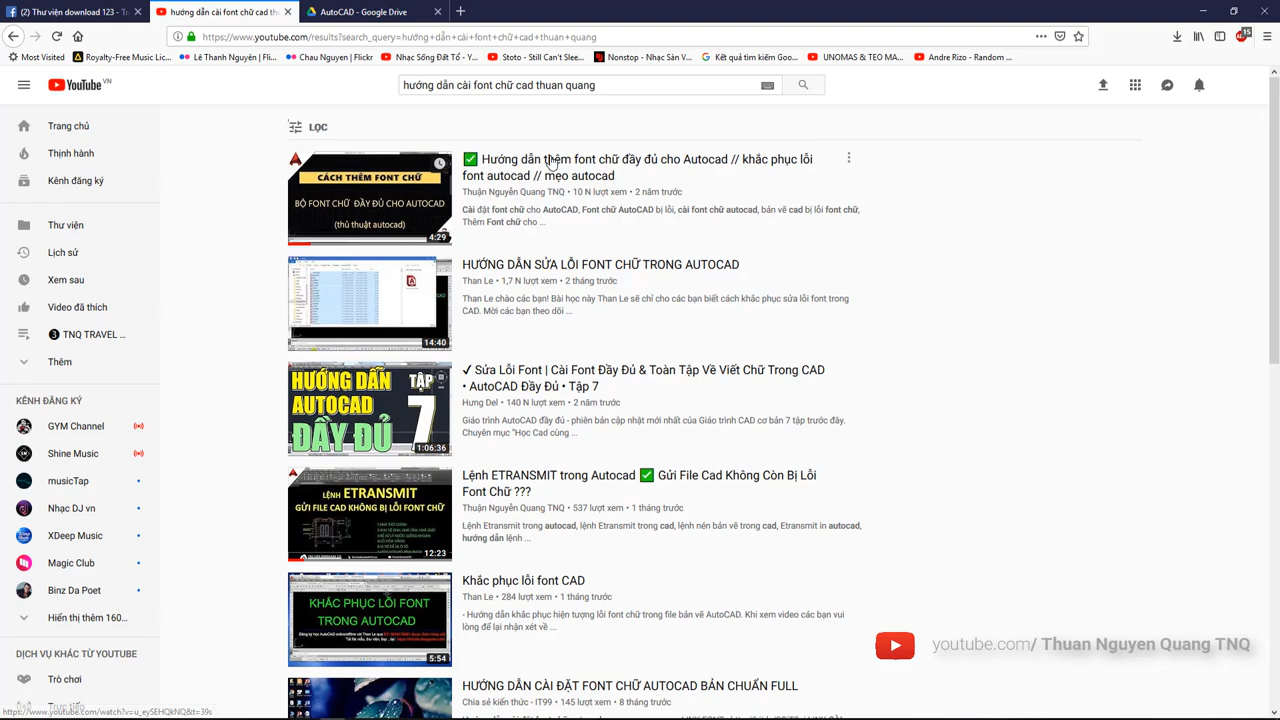 (2) Thư viện download 123 - T
hướng dẫn cài font chữ cad th
AutoCAD - Google Drive
https://www.youtube.com/results?search_query=hướng+dẫn+cài+font+chữ+cad+thuan+quang
15
Most Visited
Royalty-Free Music Lic...
Lê Thanh Nguyên | Fli...
Chau Nguyen | Flickr
Nhạc Sống Đất Tổ - Y...
Stoto - Still Can't Slee...
Nonstop - Nhạc Sàn V...
Kết quả tìm kiếm Goo...
UNOMAS & TEO MA...
Andre Rizo - Random ...
YouTube VN
hướng dẫn cài font chữ cad thuan quang
Trang chủ
Thịnh hành
Kênh đăng ký
Thư viện
Lịch sử
Xem sau
Video đã thích
TNQ TRAVEL ...
Thêm
KÊNH ĐĂNG KÝ
GYM Channel
Shine Music
musicTap
Nhạc DJ vn
XDeep Music
Music Club
Binz Da Poet
Hiển thị thêm 160...
DỊCH VỤ KHÁC TỪ YOUTUBE
Trò chơi
Trực tiếp
https://www.youtube.com/watch?v=u_eySEHQkNQ&t=39s
LỌC
CÁCH THÊM FONT CHỮ
BỘ FONT CHỮ ĐẦY ĐỦ CHO AUTOCAD
(thủ thuật autocad)
4:29
✅ Hướng dẫn thêm font chữ đầy đủ cho Autocad // khắc phục lỗi
font autocad // mẹo autocad
Thuận Nguyễn Quang TNQ • 10 N lượt xem • 2 năm trước
Cài đặt font chữ cho AutoCAD, Font chữ AutoCAD bị lỗi, cài font chữ autocad, bản vẽ cad bị lỗi font chữ,
Thêm Font chữ cho ...
14:40
HƯỚNG DẪN SỬA LỖI FONT CHỮ TRONG AUTOCAD
Than Le • 1,7 N lượt xem • 2 tháng trước
Than Le chào các bạn! Bài học này Than Le sẽ chỉ cho các bạn biết cách khắc phục sửa lỗi font trong
CAD. Mời các bạn theo dõi ...
HƯỚNG DẪN
AUTOCAD
ĐẦY ĐỦ
TẬP
7
1:06:36
✓ Sửa Lỗi Font | Cài Font Đầy Đủ & Toàn Tập Về Viết Chữ Trong CAD
• AutoCAD Đầy Đủ • Tập 7
Hưng Del • 140 N lượt xem • 2 năm trước
Giáo trình AutoCAD đầy đủ - phiên bản cập nhật mới nhất của Giáo trình CAD cơ bản 7 tập trước đây.
Chuyên mục "Học Cad cùng ...
LỆNH ETRANSMIT
GỬI FILE CAD KHÔNG BỊ LỖI FONT CHỮ
12:23
Lệnh ETRANSMIT trong Autocad ✅ Gửi File Cad Không Còn Bị Lỗi
Font Chữ ???
Thuận Nguyễn Quang TNQ • 537 lượt xem • 1 tháng trước
Lệnh Etransmit trong autocad, lệnh Etransmit trong cad, lệnh nén bản vẽ trong cad, Etransmit in autocad,
hướng dẫn lệnh ...
KHẮC PHỤC LỖI FONT
TRONG AUTOCAD
5:54
Khắc phục lỗi font CAD
Than Le • 284 lượt xem • 1 tháng trước
- Hướng dẫn khắc phục hiện tượng lỗi font chữ trong file bản vẽ AutoCAD. Khi xem video các bạn vui
lòng để lại nhận xét về ...
HƯỚNG DẪN CÀI ĐẶT FONT CHỮ AUTOCAD BẢN CHUẨN FULL
Chia sẻ kiến thức - IT99 • 145 lượt xem • 8 tháng trước
youtube.com/ Thuan Nguyen Quang TNQ